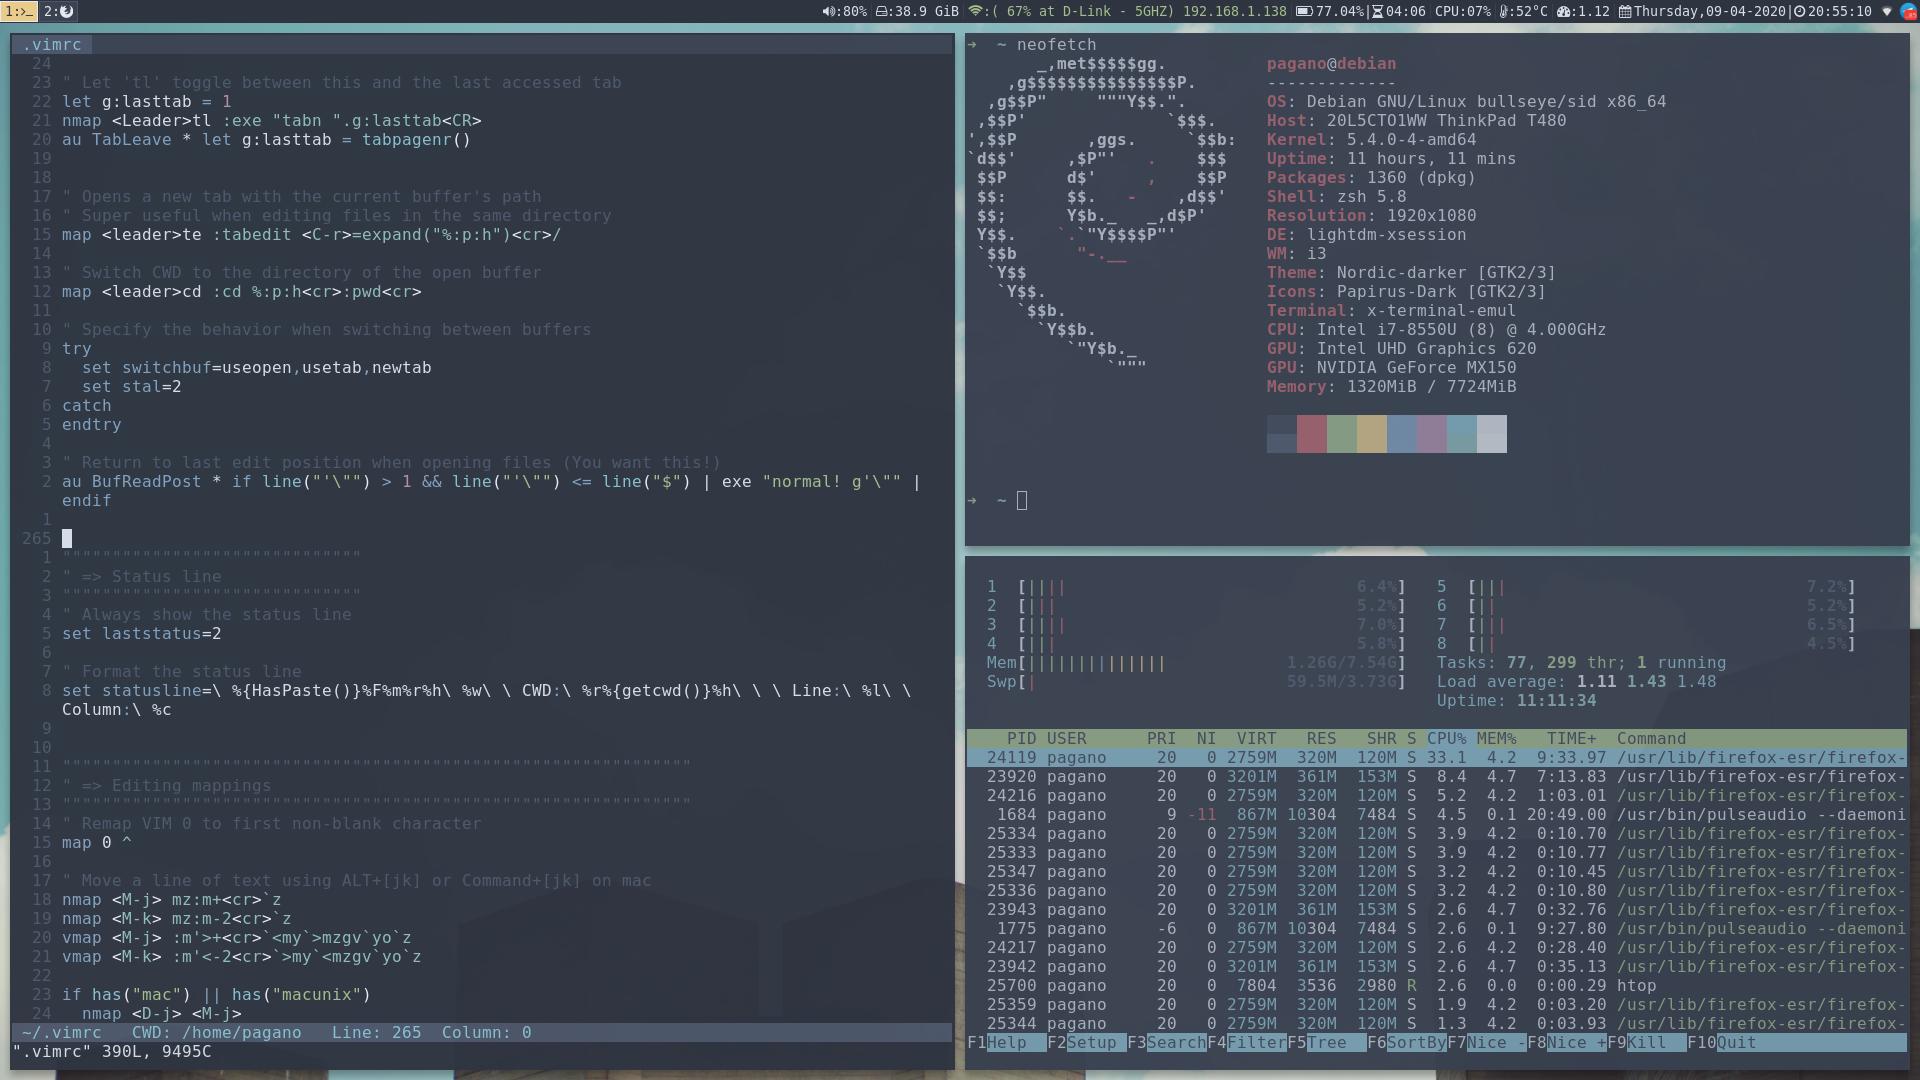 1:>_ 2:
:80% :38.9 GiB :( 67% at D-Link - 5GHZ) 192.168.1.138 77.04%| 04:06 CPU:07% :52°C :1.12 Thursday,09-04-2020| 20:55:10
.vimrc
24
23 " Let 'tl' toggle between this and the last accessed tab
22 let g:lasttab = 1
21 nmap <Leader>tl :exe "tabn ".g:lasttab<CR>
20 au TabLeave * let g:lasttab = tabpagenr()
19
18
17 " Opens a new tab with the current buffer's path
16 " Super useful when editing files in the same directory
15 map <leader>te :tabedit <C-r>=expand("%:p:h")<cr>/
14
13 " Switch CWD to the directory of the open buffer
12 map <leader>cd :cd %:p:h<cr>:pwd<cr>
11
10 " Specify the behavior when switching between buffers
9 try
8   set switchbuf=useopen,usetab,newtab
7   set stal=2
6 catch
5 endtry
4
3 " Return to last edit position when opening files (You want this!)
2 au BufReadPost * if line("'\"") > 1 && line("'\"") <= line("$") | exe "normal! g'\"" |
endif
1
265
1 """"""""""""""""""""""""""""""
2 " => Status line
3 """"""""""""""""""""""""""""""
4 " Always show the status line
5 set laststatus=2
6
7 " Format the status line
8 set statusline=\ %{HasPaste()}%F%m%r%h\ %w\ \ CWD:\ %r%{getcwd()}%h\ \ \ Line:\ %l\ \
Column:\ %c
9
10
11 """""""""""""""""""""""""""""""""""""""""""""""""""""""""""""""
12 " => Editing mappings
13 """""""""""""""""""""""""""""""""""""""""""""""""""""""""""""""
14 " Remap VIM 0 to first non-blank character
15 map 0 ^
16
17 " Move a line of text using ALT+[jk] or Command+[jk] on mac
18 nmap <M-j> mz:m+<cr>`z
19 nmap <M-k> mz:m-2<cr>`z
20 vmap <M-j> :m'>+<cr>`<my`>mzgv`yo`z
21 vmap <M-k> :m'<-2<cr>`>my`<mzgv`yo`z
22
23 if has("mac") || has("macunix")
24   nmap <D-j> <M-j>
~/.vimrc   CWD: /home/pagano   Line: 265  Column: 0
".vimrc" 390L, 9495C
➜  ~ neofetch
       _,met$$$$$gg.
    ,g$$$$$$$$$$$$$$$P.
  ,g$$P"     """Y$$.".
 ,$$P'              `$$$.
',$$P       ,ggs.     `$$b:
`d$$'     ,$P"'   .    $$$
 $$P      d$'     ,    $$P
 $$:      $$.   -    ,d$$'
 $$;      Y$b._   _,d$P'
 Y$$.    `.`"Y$$$$P"'
 `$$b      "-.__
  `Y$$
   `Y$$.
     `$$b.
       `Y$$b.
          `"Y$b._
              `"""
pagano@debian
-------------
OS: Debian GNU/Linux bullseye/sid x86_64
Host: 20L5CTO1WW ThinkPad T480
Kernel: 5.4.0-4-amd64
Uptime: 11 hours, 11 mins
Packages: 1360 (dpkg)
Shell: zsh 5.8
Resolution: 1920x1080
DE: lightdm-xsession
WM: i3
Theme: Nordic-darker [GTK2/3]
Icons: Papirus-Dark [GTK2/3]
Terminal: x-terminal-emul
CPU: Intel i7-8550U (8) @ 4.000GHz
GPU: Intel UHD Graphics 620
GPU: NVIDIA GeForce MX150
Memory: 1320MiB / 7724MiB
➜  ~
1  [||||   6.4%]   5  [|||   7.2%]
2  [|||   5.2%]   6  [||   5.2%]
3  [||||   7.0%]   7  [|||   6.5%]
4  [|||   5.8%]   8  [||   4.5%]
Mem[||||||||||||||   1.26G/7.54G]   Tasks: 77, 299 thr; 1 running
Swp[|   59.5M/3.73G]   Load average: 1.11 1.43 1.48
Uptime: 11:11:34
PID USER PRI NI VIRT RES SHR S CPU% MEM% TIME+ Command
24119 pagano 20 0 2759M 320M 120M S 33.1 4.2 9:33.97 /usr/lib/firefox-esr/firefox-
23920 pagano 20 0 3201M 361M 153M S 8.4 4.7 7:13.83 /usr/lib/firefox-esr/firefox-
24216 pagano 20 0 2759M 320M 120M S 5.2 4.2 1:03.01 /usr/lib/firefox-esr/firefox-
1684 pagano 9 -11 867M 10304 7484 S 4.5 0.1 20:49.00 /usr/bin/pulseaudio --daemoni
25334 pagano 20 0 2759M 320M 120M S 3.9 4.2 0:10.70 /usr/lib/firefox-esr/firefox-
25333 pagano 20 0 2759M 320M 120M S 3.9 4.2 0:10.77 /usr/lib/firefox-esr/firefox-
25347 pagano 20 0 2759M 320M 120M S 3.2 4.2 0:10.45 /usr/lib/firefox-esr/firefox-
25336 pagano 20 0 2759M 320M 120M S 3.2 4.2 0:10.80 /usr/lib/firefox-esr/firefox-
23943 pagano 20 0 3201M 361M 153M S 2.6 4.7 0:32.76 /usr/lib/firefox-esr/firefox-
1775 pagano -6 0 867M 10304 7484 S 2.6 0.1 9:27.80 /usr/bin/pulseaudio --daemoni
24217 pagano 20 0 2759M 320M 120M S 2.6 4.2 0:28.40 /usr/lib/firefox-esr/firefox-
23942 pagano 20 0 3201M 361M 153M S 2.6 4.7 0:35.13 /usr/lib/firefox-esr/firefox-
25700 pagano 20 0 7804 3536 2980 R 2.6 0.0 0:00.29 htop
25359 pagano 20 0 2759M 320M 120M S 1.9 4.2 0:03.20 /usr/lib/firefox-esr/firefox-
25344 pagano 20 0 2759M 320M 120M S 1.3 4.2 0:03.93 /usr/lib/firefox-esr/firefox-
F1Help  F2Setup F3SearchF4FilterF5Tree  F6SortByF7Nice -F8Nice +F9Kill  F10Quit